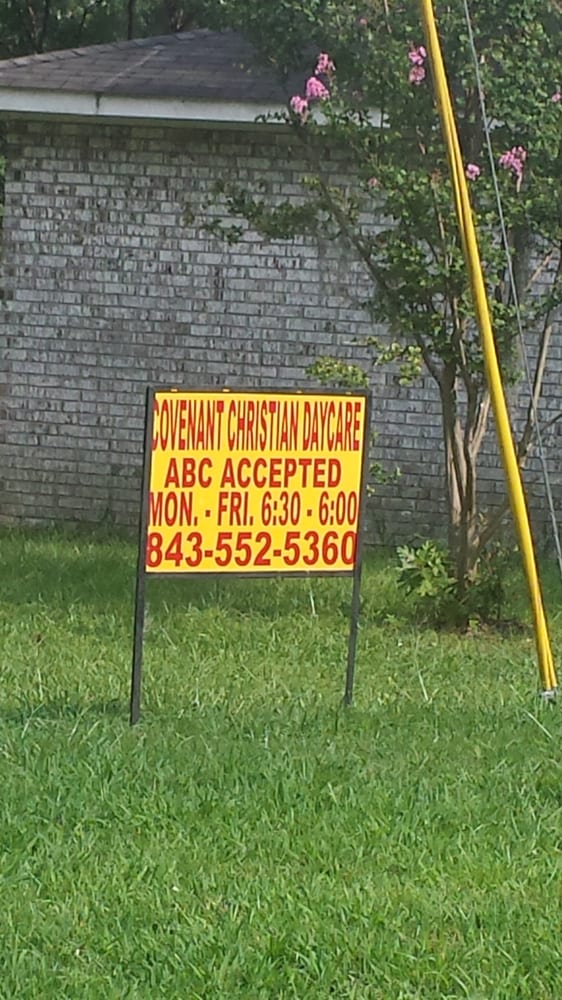 COVENANT CHRISTIAN DAYCARE
ABC ACCEPTED
MON. - FRI. 6:30 - 6:00
843-552-5360